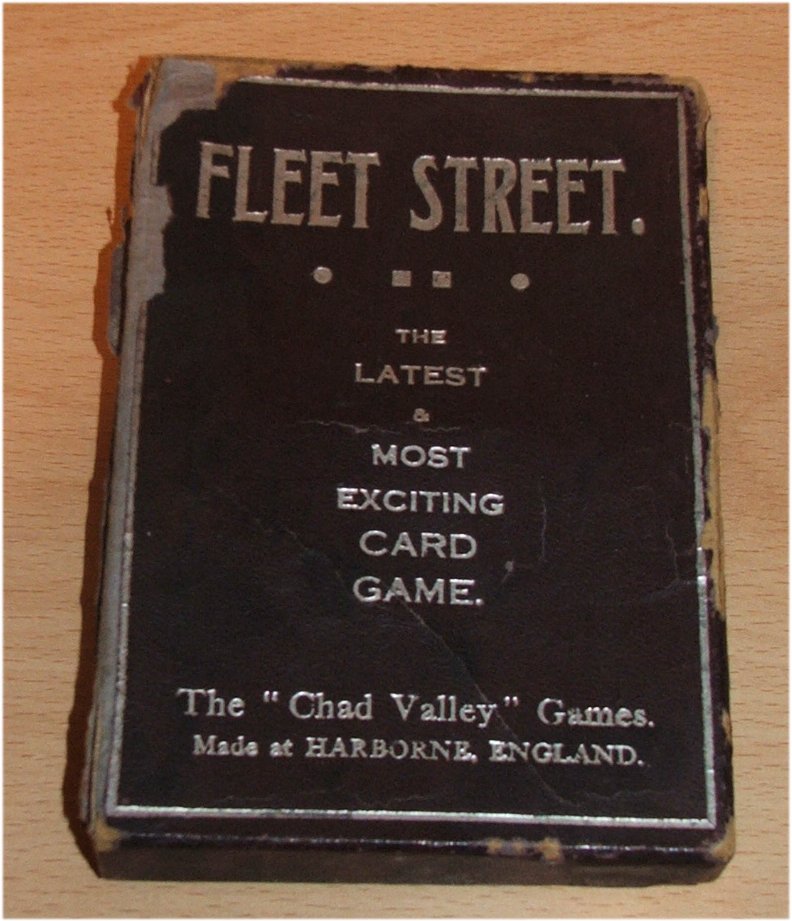 FLEET STREET.
THE
LATEST
&
MOST
EXCITING
CARD
GAME.
The "Chad Valley" Games.
Made at HARBORNE, ENGLAND.